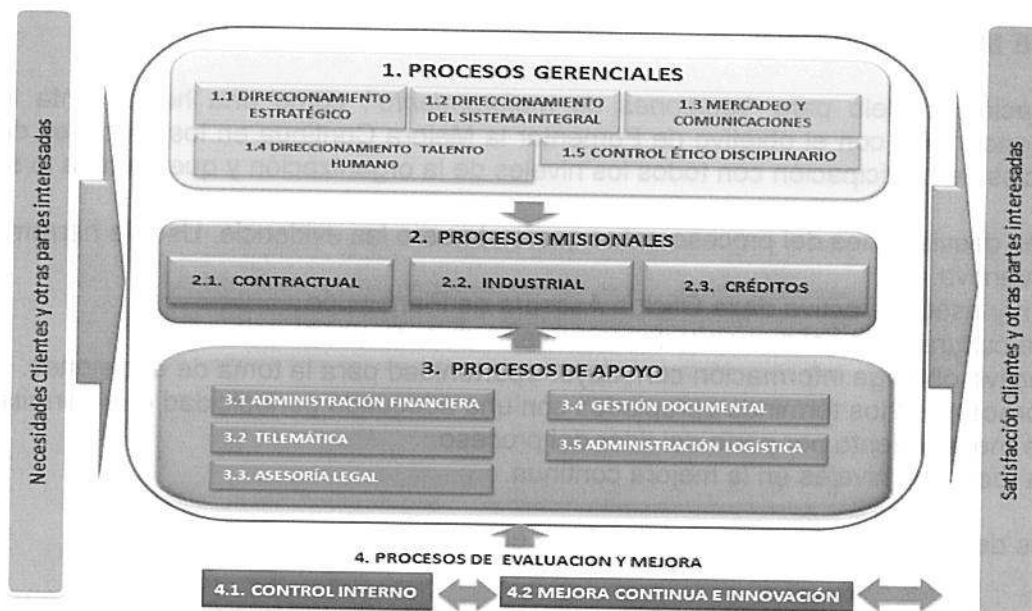 Necesidades Clientes y otras partes interesadas
1. PROCESOS GERENCIALES
1.1 DIRECCIONAMIENTO
ESTRATÉGICO
1.2 DIRECCIONAMIENTO
DEL SISTEMA INTEGRAL
1.3 MERCADEO Y
COMUNICACIONES
1.4 DIRECCIONAMIENTO TALENTO
HUMANO
1.5 CONTROL ÉTICO DISCIPLINARIO
2. PROCESOS MISIONALES
2.1. CONTRACTUAL
2.2. INDUSTRIAL
2.3. CRÉDITOS
3. PROCESOS DE APOYO
3.1 ADMINISTRACIÓN FINANCIERA
3.2 TELEMÁTICA
3.3. ASESORÍA LEGAL
3.4 GESTIÓN DOCUMENTAL
3.5 ADMINISTRACIÓN LOGÍSTICA
4. PROCESOS DE EVALUACION Y MEJORA
4.1. CONTROL INTERNO
4.2 MEJORA CONTINUA E INNOVACIÓN
Satisfacción Clientes y otras partes interesadas